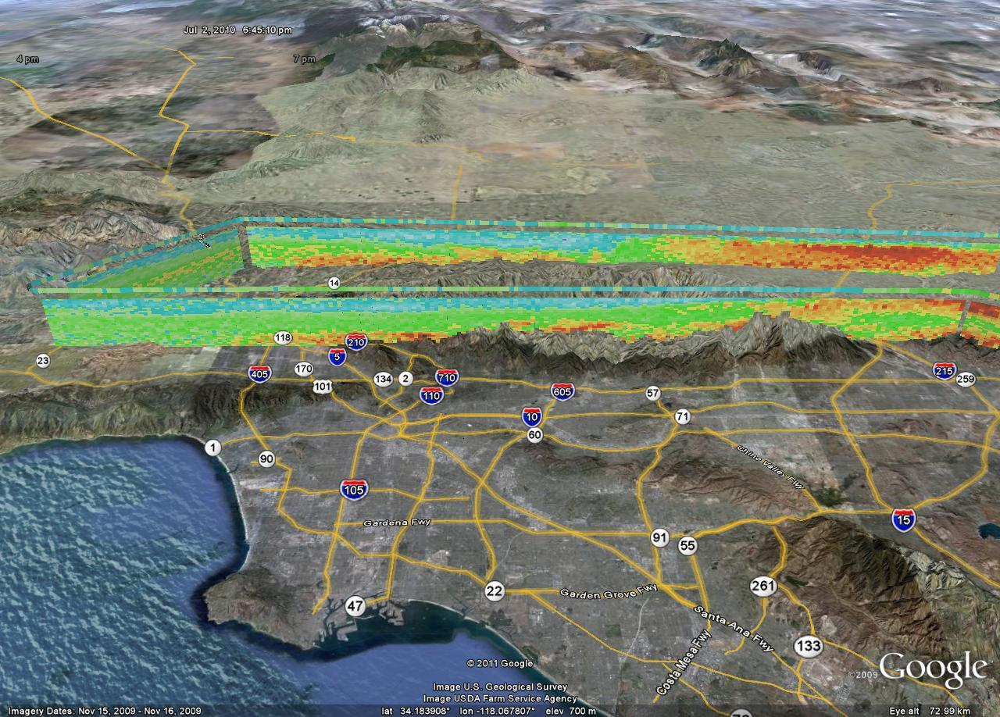 Jul 2, 2010 6:45:10 pm
4 pm
7 pm
14
118
210
5
23
405
170
101
134
2
710
110
215
259
605
57
10
60
71
1
90
Chino Valley Fwy
105
Gardena Fwy
15
91
55
22
Garden Grove Fwy
261
47
Santa Ana Fwy
133
Costa Mesa Fwy
© 2011 Google
©2009 Google
Image U.S. Geological Survey
Image USDA Farm Service Agency
Imagery Dates: Nov 15, 2009 - Nov 16, 2009 lat 34.183908° lon -118.067807° elev 700 m Eye alt 72.99 km